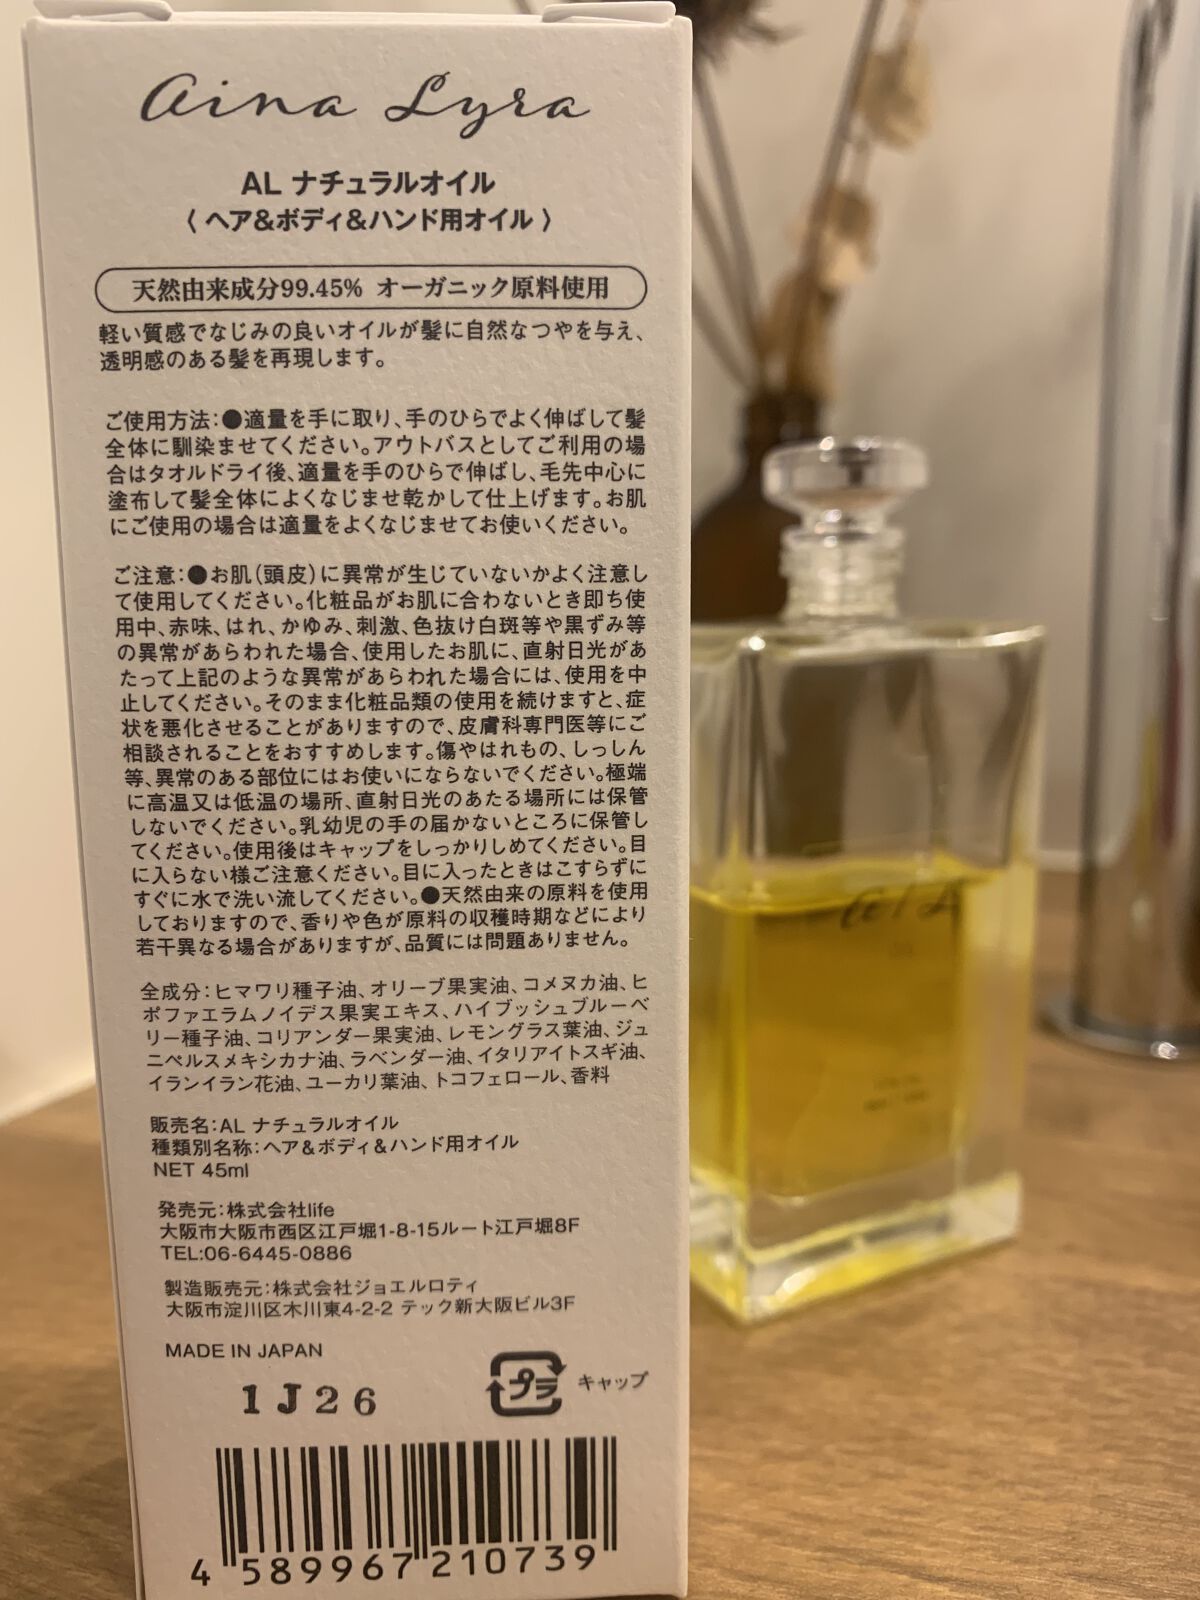 aina Lyra
AL ナチュラルオイル
〈 ヘア&ボディ&ハンド用オイル 〉
天然由来成分99.45% オーガニック原料使用
軽い質感でなじみの良いオイルが髪に自然なつやを与え、
透明感のある髪を再現します。
ご使用方法:●適量を手に取り、手のひらでよく伸ばして髪
全体に馴染ませてください。アウトバスとしてご利用の場
合はタオルドライ後、適量を手のひらで伸ばし、毛先中心に
塗布して髪全体によくなじませ乾かして仕上げます。お肌
にご使用の場合は適量をよくなじませてお使いください。
ご注意:●お肌(頭皮)に異常が生じていないかよく注意し
て使用してください。化粧品がお肌に合わないとき即ち使
用中、赤味、はれ、かゆみ、刺激、色抜け白斑等や黒ずみ等
の異常があらわれた場合、使用したお肌に、直射日光があ
たって上記のような異常があらわれた場合には、使用を中
止してください。そのまま化粧品類の使用を続けますと、症
状を悪化させることがありますので、皮膚科専門医等にご
相談されることをおすすめします。傷やはれもの、しっしん
等、異常のある部位にはお使いにならないでください。極端
に高温又は低温の場所、直射日光のあたる場所には保管
しないでください。乳幼児の手の届かないところに保管し
てください。使用後はキャップをしっかりしめてください。目
に入らない様ご注意ください。目に入ったときはこすらずに
すぐに水で洗い流してください。●天然由来の原料を使用
しておりますので、香りや色が原料の収穫時期などにより
若干異なる場合がありますが、品質には問題ありません。
全成分:ヒマワリ種子油、オリーブ果実油、コメヌカ油、ヒ
ポファエラムノイデス果実エキス、ハイブッシュブルーベ
リー種子油、コリアンダー果実油、レモングラス葉油、ジュ
ニペルスメキシカナ油、ラベンダー油、イタリアイトスギ油、
イランイラン花油、ユーカリ葉油、トコフェロール、香料
販売名:AL ナチュラルオイル
種類別名称:ヘア&ボディ&ハンド用オイル
NET 45ml
発売元:株式会社life
大阪市大阪市西区江戸堀1-8-15ルート江戸堀8F
TEL:06-6445-0886
製造販売元:株式会社ジョエルロティ
大阪市淀川区木川東4-2-2 テック新大阪ビル3F
MADE IN JAPAN
1J26
プラ キャップ
4 589967 210739